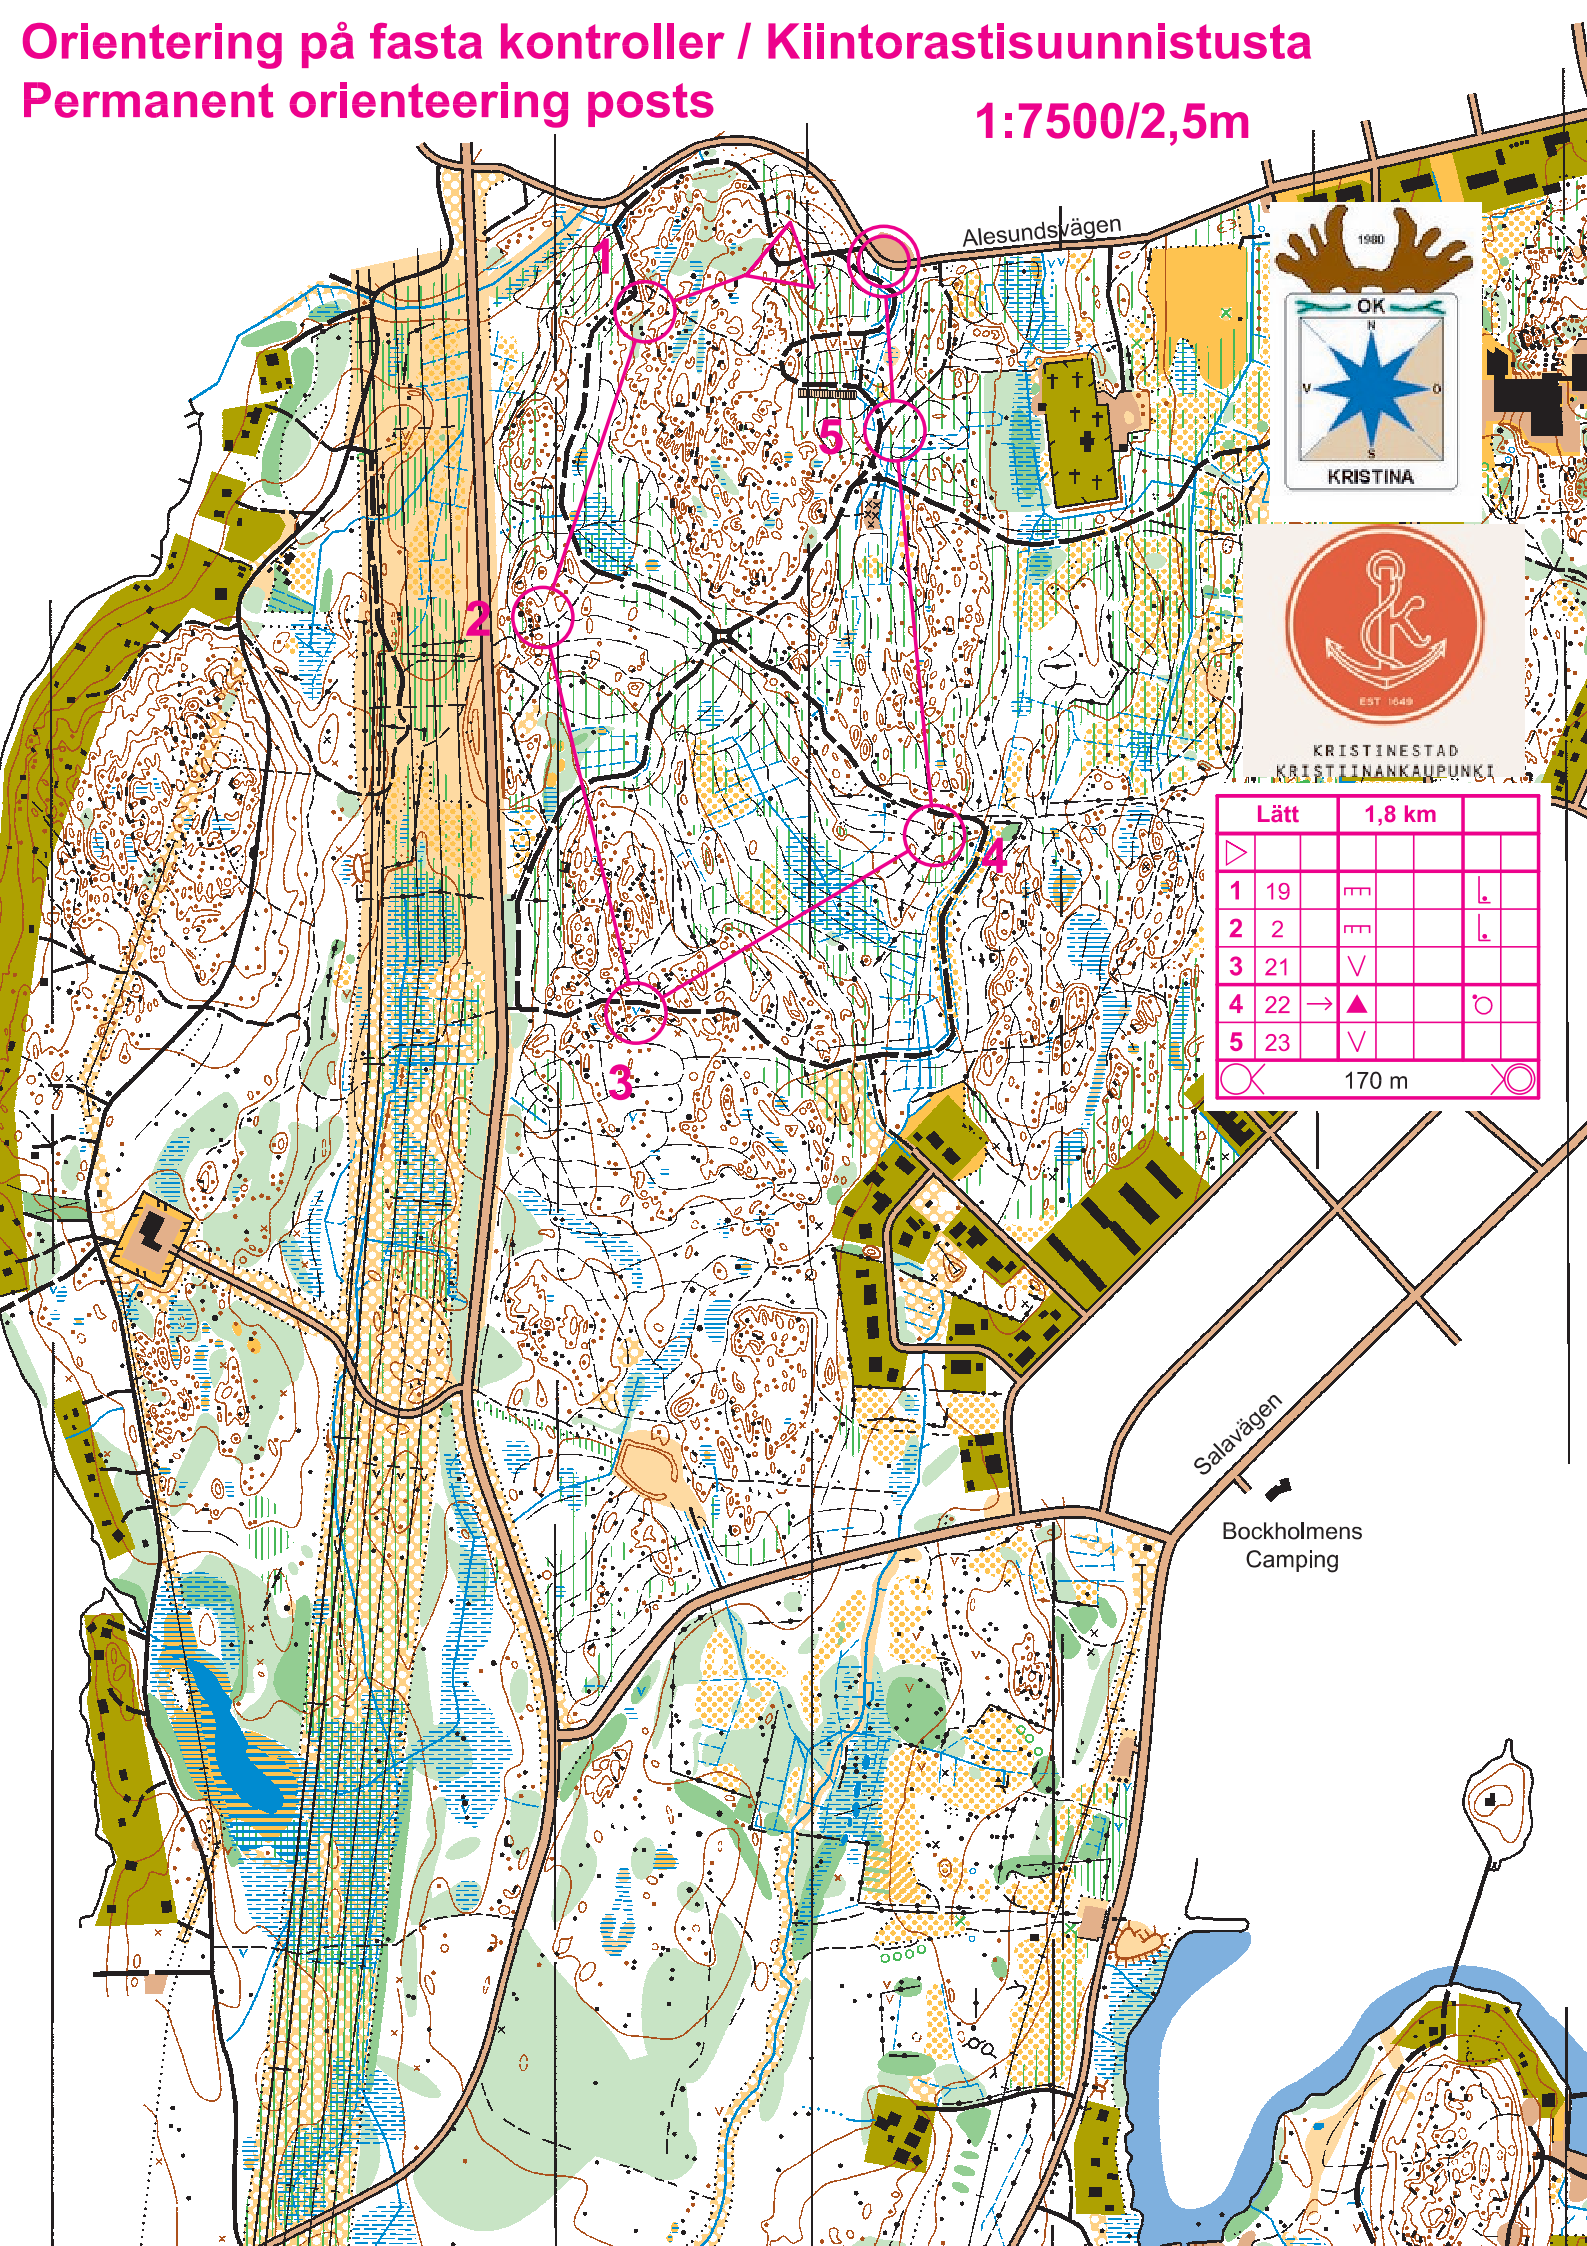 Orientering på fasta kontroller / Kiintorastisuunnistusta
Permanent orienteering posts
1:7500/2,5m
Alesundsvägen
1980
OK
N
V
O
S
KRISTINA
EST 1649
KRISTINESTAD
KRISTIINANKAUPUNKI
1
2
3
4
5
Lätt 1,8 km
1 19
2 2
3 21
4 22
5 23
170 m
Salavägen
Bockholmens
Camping